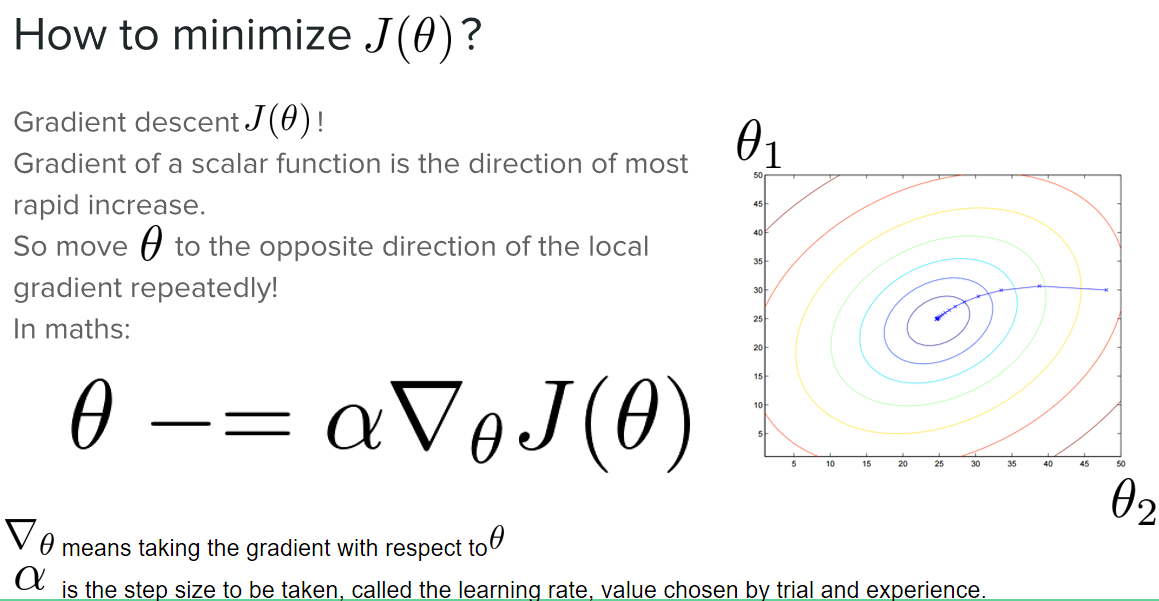 How to minimize J(θ)?
Gradient descent J(θ)!
Gradient of a scalar function is the direction of most
rapid increase.
So move θ to the opposite direction of the local
gradient repeatedly!
In maths:
θ −= α∇θJ(θ)
θ1
50
45
40
35
30
25
20
15
10
5
5 10 15 20 25 30 35 40 45 50
θ2
∇θ means taking the gradient with respect to θ
α is the step size to be taken, called the learning rate, value chosen by trial and experience.